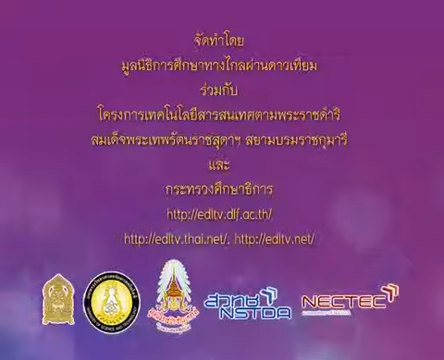 จัดทำโดย
มูลนิธิการศึกษาทางไกลผ่านดาวเทียม
ร่วมกับ
โครงการเทคโนโลยีสารสนเทศตามพระราชดำริ
สมเด็จพระเทพรัตนราชสุดาฯ สยามบรมราชกุมารี
และ
กระทรวงศึกษาธิการ
http://edltv.dlf.ac.th/
http://edltv.thai.net/, http://edltv.net/
สวทช
NSTDA
NECTEC